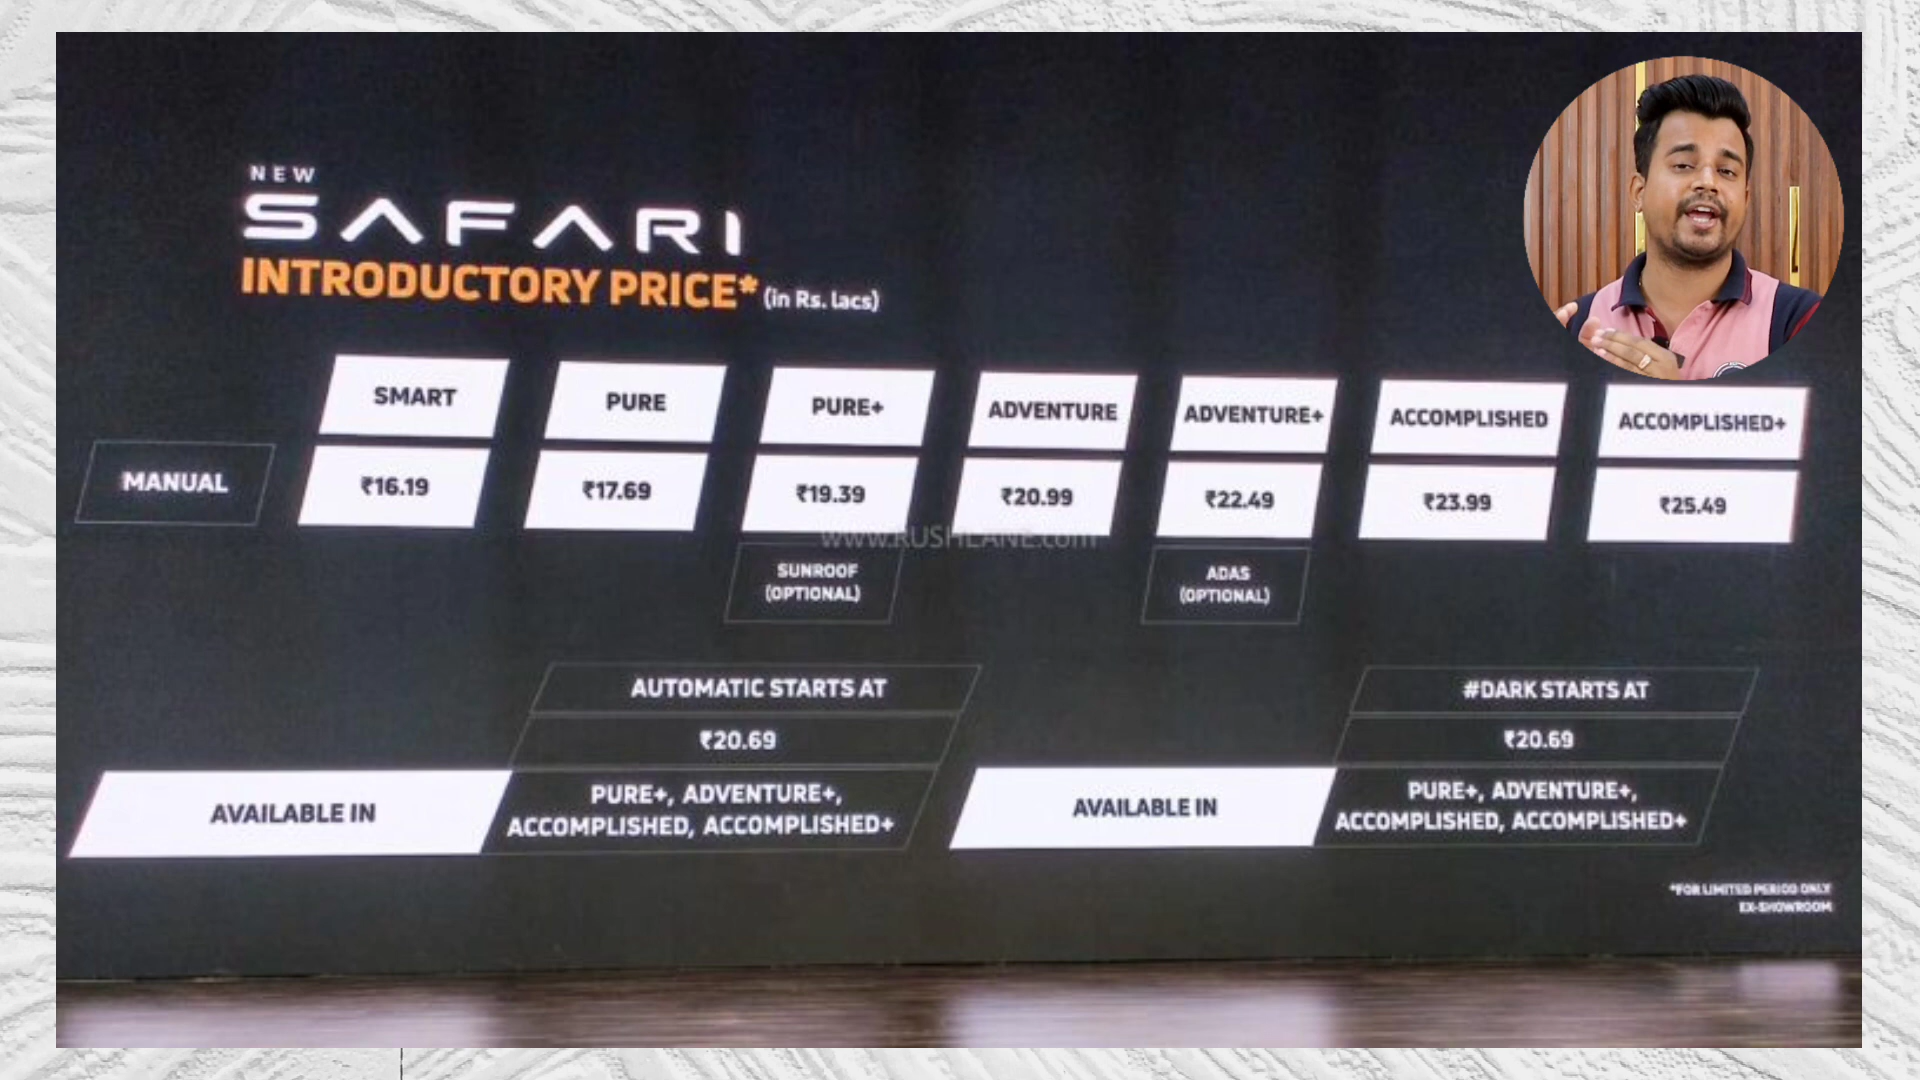 NEW
SAFARI
INTRODUCTORY PRICE* (in Rs. lacs)
SMART PURE PURE+ ADVENTURE ADVENTURE+ ACCOMPLISHED ACCOMPLISHED+
MANUAL ₹16.19 ₹17.69 ₹19.39 ₹20.99 ₹22.49 ₹23.99 ₹25.49
www.RUSHLANE.com
SUNROOF
(OPTIONAL)
ADAS
(OPTIONAL)
AUTOMATIC STARTS AT
₹20.69
AVAILABLE IN
PURE+, ADVENTURE+,
ACCOMPLISHED, ACCOMPLISHED+
#DARK STARTS AT
₹20.69
AVAILABLE IN
PURE+, ADVENTURE+,
ACCOMPLISHED, ACCOMPLISHED+
*FOR LIMITED PERIOD ONLY
EX-SHOWROOM